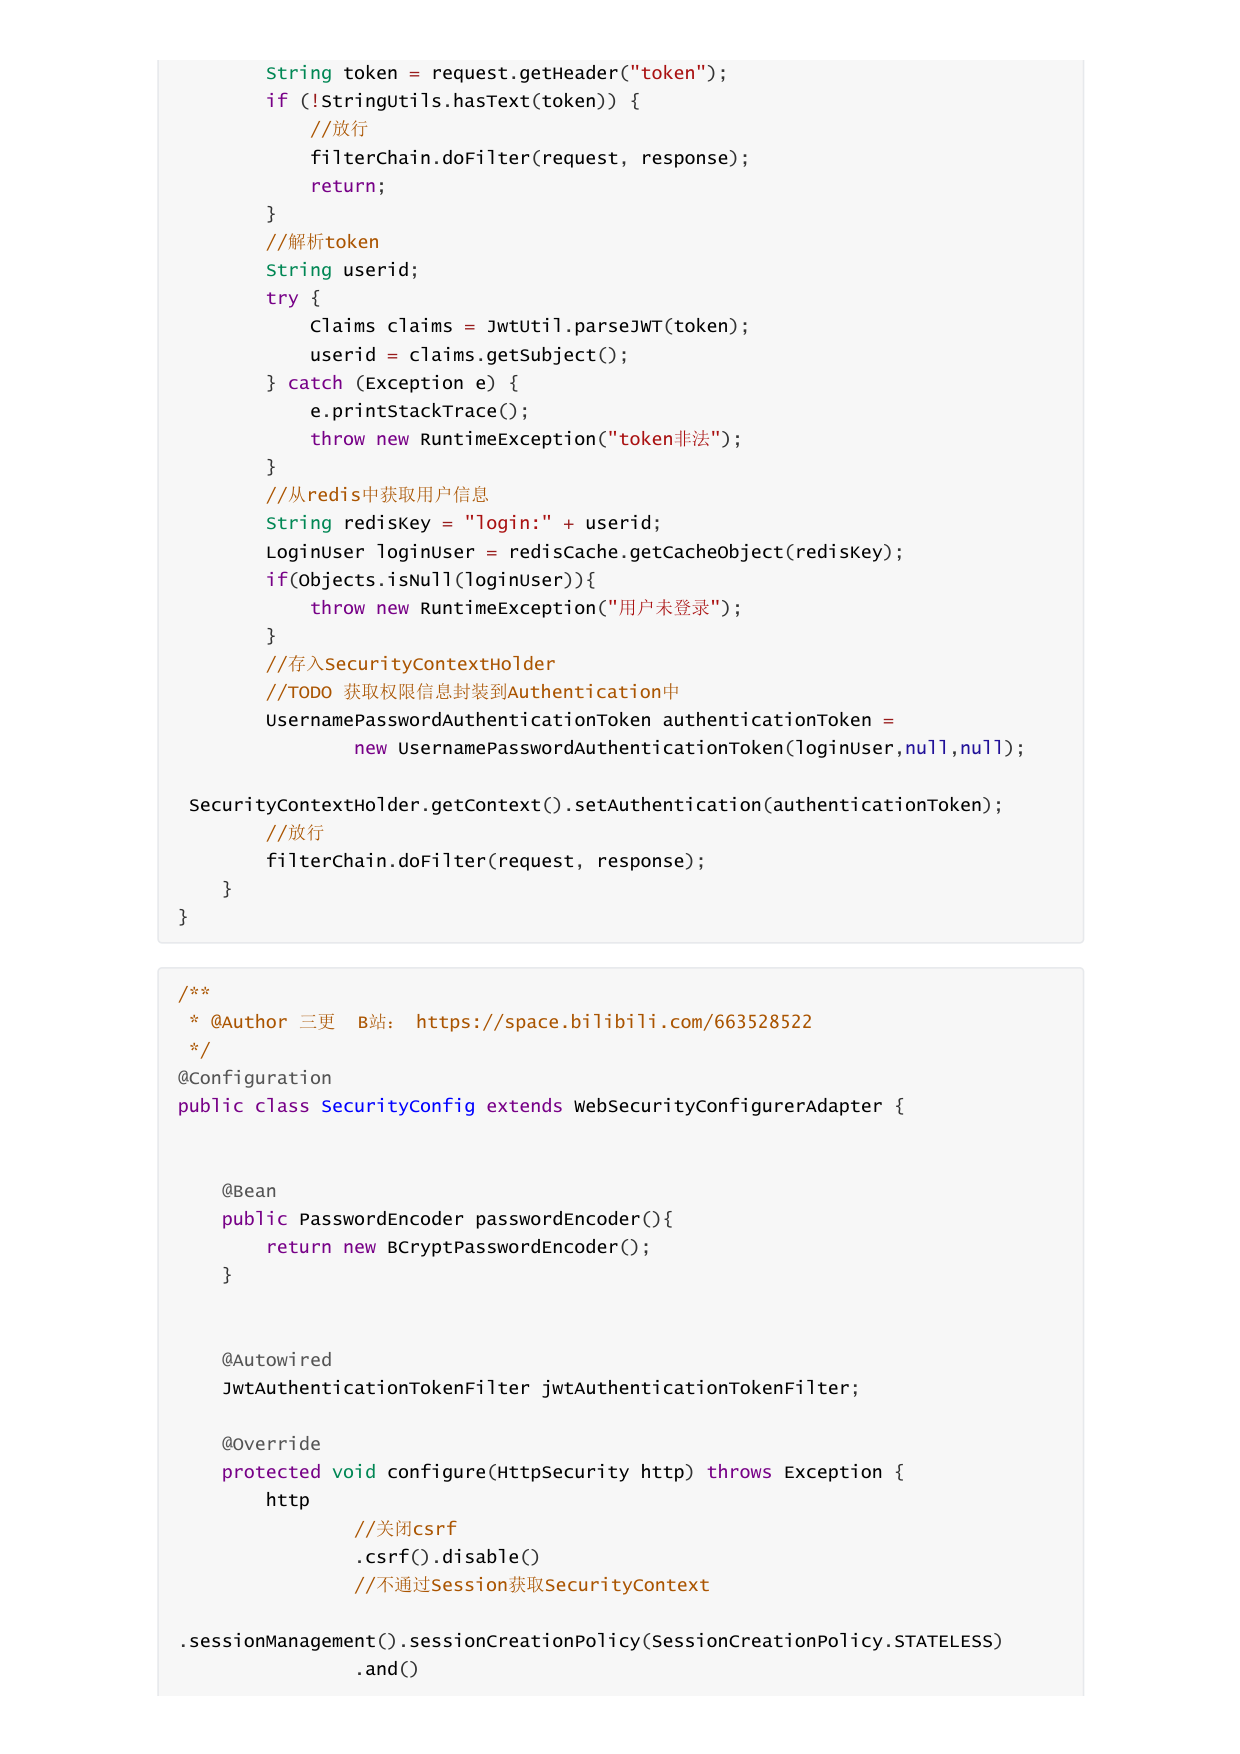 String token = request.getHeader("token");
        if (!StringUtils.hasText(token)) {
            //放行
            filterChain.doFilter(request, response);
            return;
        }
        //解析token
        String userid;
        try {
            Claims claims = JwtUtil.parseJWT(token);
            userid = claims.getSubject();
        } catch (Exception e) {
            e.printStackTrace();
            throw new RuntimeException("token非法");
        }
        //从redis中获取用户信息
        String redisKey = "login:" + userid;
        LoginUser loginUser = redisCache.getCacheObject(redisKey);
        if(Objects.isNull(loginUser)){
            throw new RuntimeException("用户未登录");
        }
        //存入SecurityContextHolder
        //TODO 获取权限信息封装到Authentication中
        UsernamePasswordAuthenticationToken authenticationToken =
                new UsernamePasswordAuthenticationToken(loginUser,null,null);
 SecurityContextHolder.getContext().setAuthentication(authenticationToken);
        //放行
        filterChain.doFilter(request, response);
    }
}
/**
 * @Author 三更  B站： https://space.bilibili.com/663528522
 */
@Configuration
public class SecurityConfig extends WebSecurityConfigurerAdapter {
    @Bean
    public PasswordEncoder passwordEncoder(){
        return new BCryptPasswordEncoder();
    }
    @Autowired
    JwtAuthenticationTokenFilter jwtAuthenticationTokenFilter;
    @Override
    protected void configure(HttpSecurity http) throws Exception {
        http
                //关闭csrf
                .csrf().disable()
                //不通过Session获取SecurityContext
.sessionManagement().sessionCreationPolicy(SessionCreationPolicy.STATELESS)
                .and()